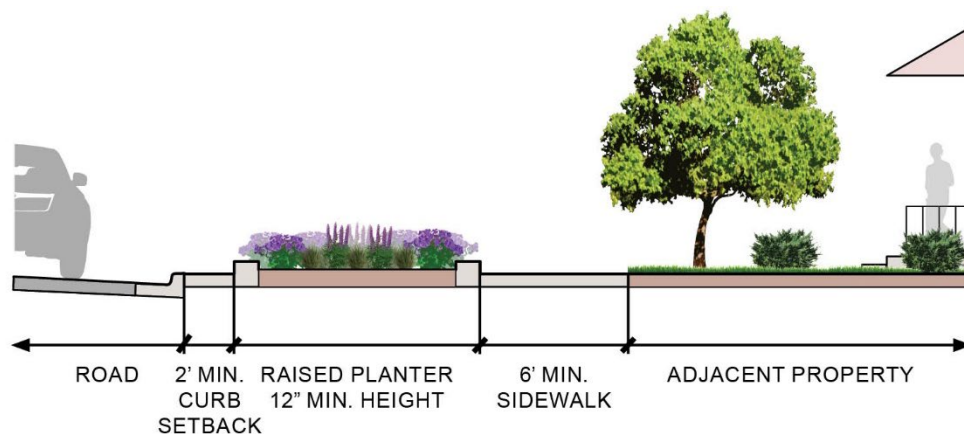 ROAD
2’ MIN.
CURB
SETBACK
RAISED PLANTER
12” MIN. HEIGHT
6’ MIN.
SIDEWALK
ADJACENT PROPERTY